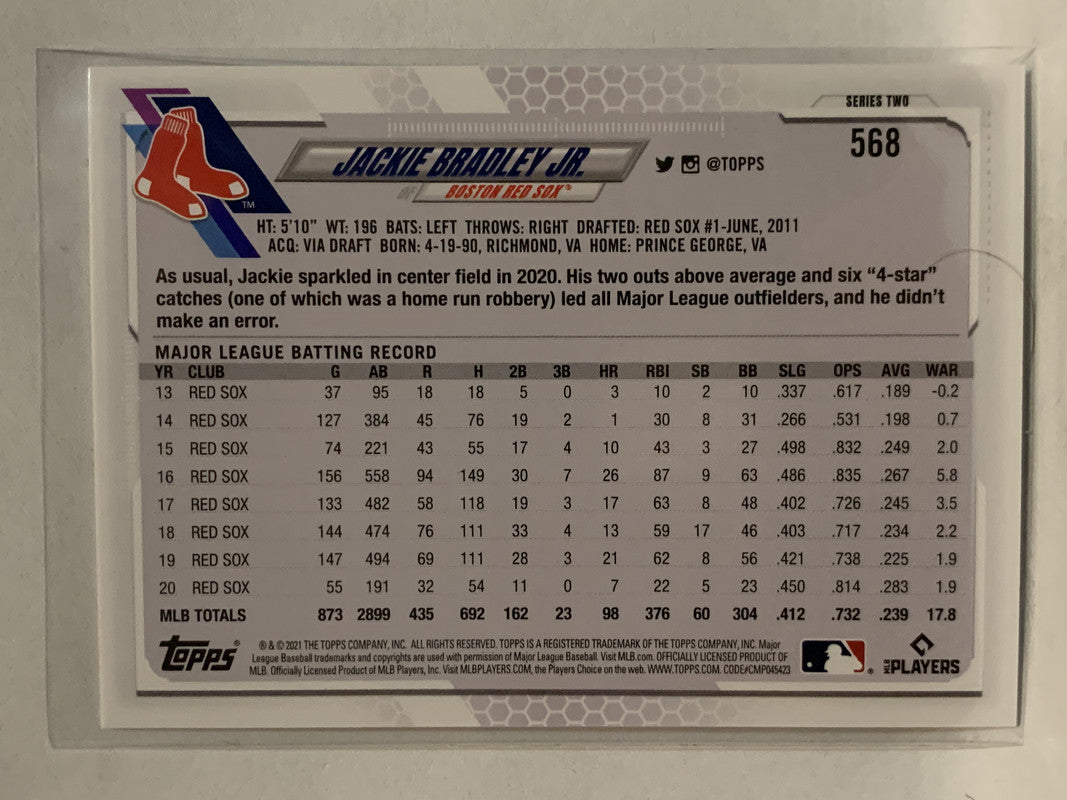 SERIES TWO
568
JACKIE BRADLEY JR.
@TOPPS
OF BOSTON RED SOX®
TM
HT: 5'10" WT: 196 BATS: LEFT THROWS: RIGHT DRAFTED: RED SOX #1-JUNE, 2011
ACQ: VIA DRAFT BORN: 4-19-90, RICHMOND, VA HOME: PRINCE GEORGE, VA
As usual, Jackie sparkled in center field in 2020. His two outs above average and six "4-star"
catches (one of which was a home run robbery) led all Major League outfielders, and he didn't
make an error.
MAJOR LEAGUE BATTING RECORD
YR CLUB G AB R H 2B 3B HR RBI SB BB SLG OPS AVG WAR
13 RED SOX 37 95 18 18 5 0 3 10 2 10 .337 .617 .189 -0.2
14 RED SOX 127 384 45 76 19 2 1 30 8 31 .266 .531 .198 0.7
15 RED SOX 74 221 43 55 17 4 10 43 3 27 .498 .832 .249 2.0
16 RED SOX 156 558 94 149 30 7 26 87 9 63 .486 .835 .267 5.8
17 RED SOX 133 482 58 118 19 3 17 63 8 48 .402 .726 .245 3.5
18 RED SOX 144 474 76 111 33 4 13 59 17 46 .403 .717 .234 2.2
19 RED SOX 147 494 69 111 28 3 21 62 8 56 .421 .738 .225 1.9
20 RED SOX 55 191 32 54 11 0 7 22 5 23 .450 .814 .283 1.9
MLB TOTALS 873 2899 435 692 162 23 98 376 60 304 .412 .732 .239 17.8
Topps®
® & © 2021 THE TOPPS COMPANY, INC. ALL RIGHTS RESERVED. TOPPS IS A REGISTERED TRADEMARK OF THE TOPPS COMPANY, INC. Major
League Baseball trademarks and copyrights are used with permission of Major League Baseball. Visit MLB.com. OFFICIALLY LICENSED PRODUCT OF
MLB. Officially Licensed Product of MLB Players, Inc. Visit MLBPLAYERS.COM, the Players Choice on the web. WWW.TOPPS.COM. CODE#CMP045423
®
MLB PLAYERS